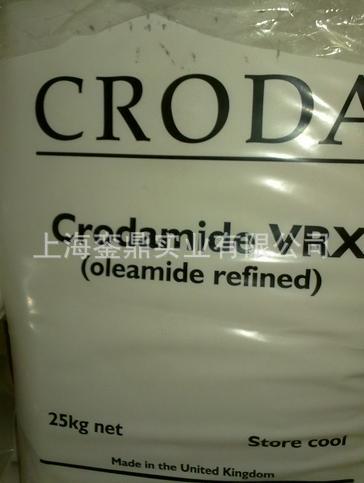 CRODA
Crodamide VRX
上海銮鼎实业有限公司
(oleamide refined)
25kg net
Store cool
Made in the United Kingdom